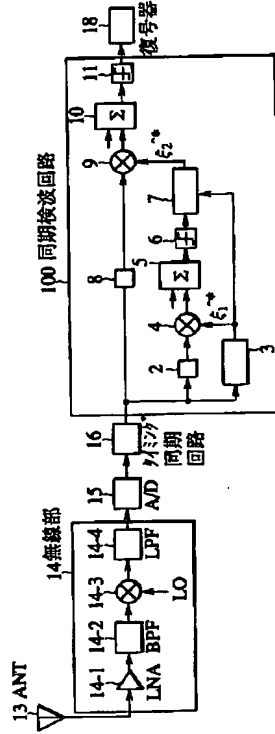 13 ANT
14無線部
14-1
LNA
14-2
BPF
14-3
LO
14-4
LPF
15
A/D
16
タイミング
同期
回路
100 同期検波回路
8
9
10
Σ
11
18
復号器
2
4
5
Σ
6
7
ξ̂₁*
ξ̂₂*
3